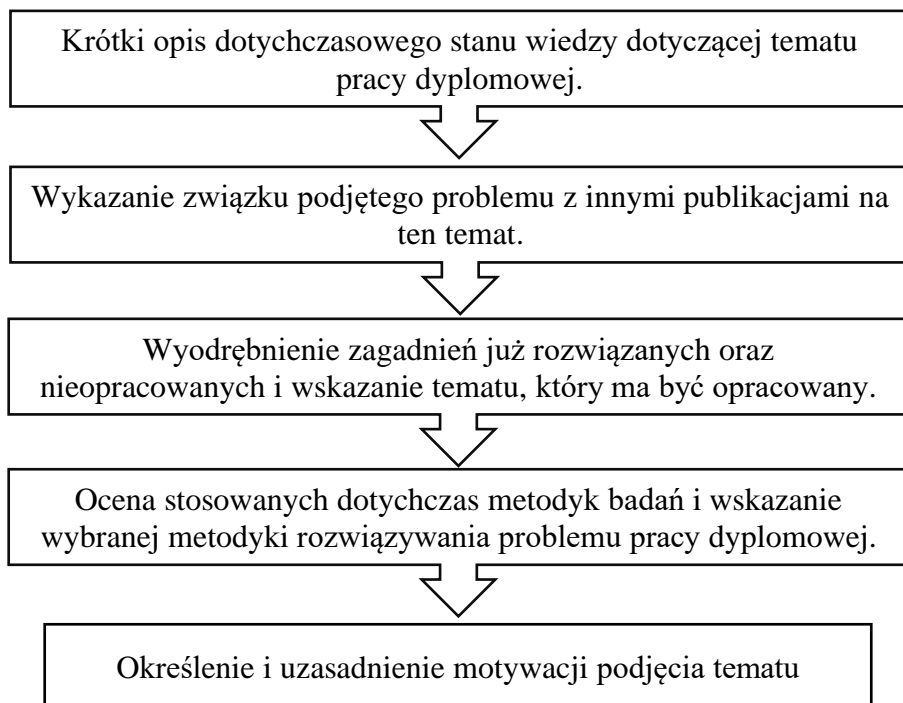 Krótki opis dotychczasowego stanu wiedzy dotyczącej tematu
pracy dyplomowej.
Wykazanie związku podjętego problemu z innymi publikacjami na
ten temat.
Wyodrębnienie zagadnień już rozwiązanych oraz
nieopracowanych i wskazanie tematu, który ma być opracowany.
Ocena stosowanych dotychczas metodyk badań i wskazanie
wybranej metodyki rozwiązywania problemu pracy dyplomowej.
Określenie i uzasadnienie motywacji podjęcia tematu